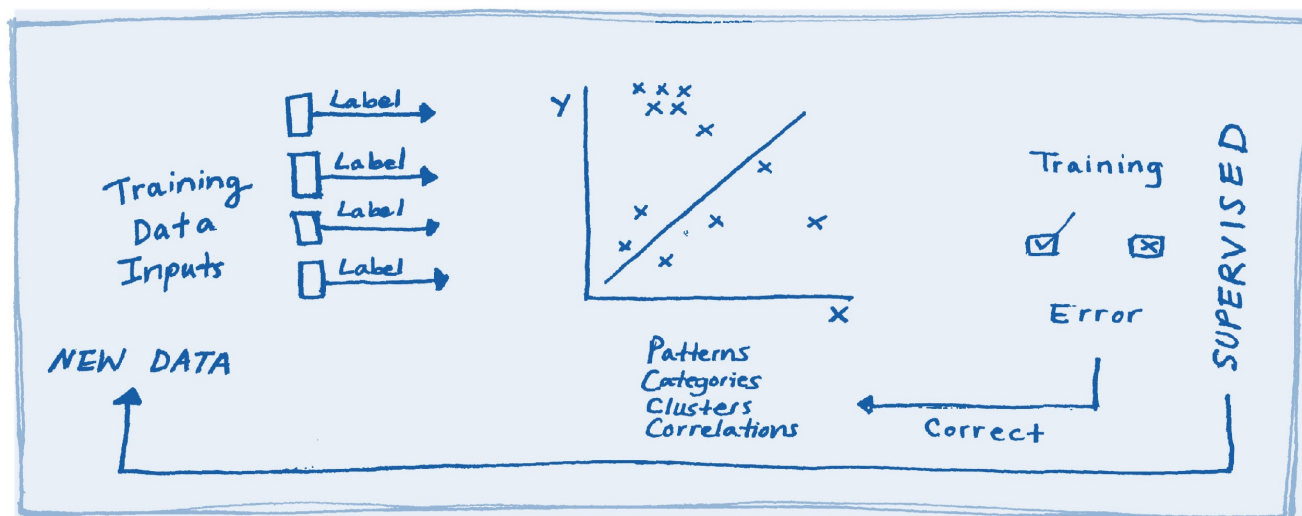 Training
Data
Inputs
Label
Label
Label
Label
NEW DATA
Y
X
Patterns
Categories
Clusters
Correlations
Training
Error
Correct
SUPERVISED